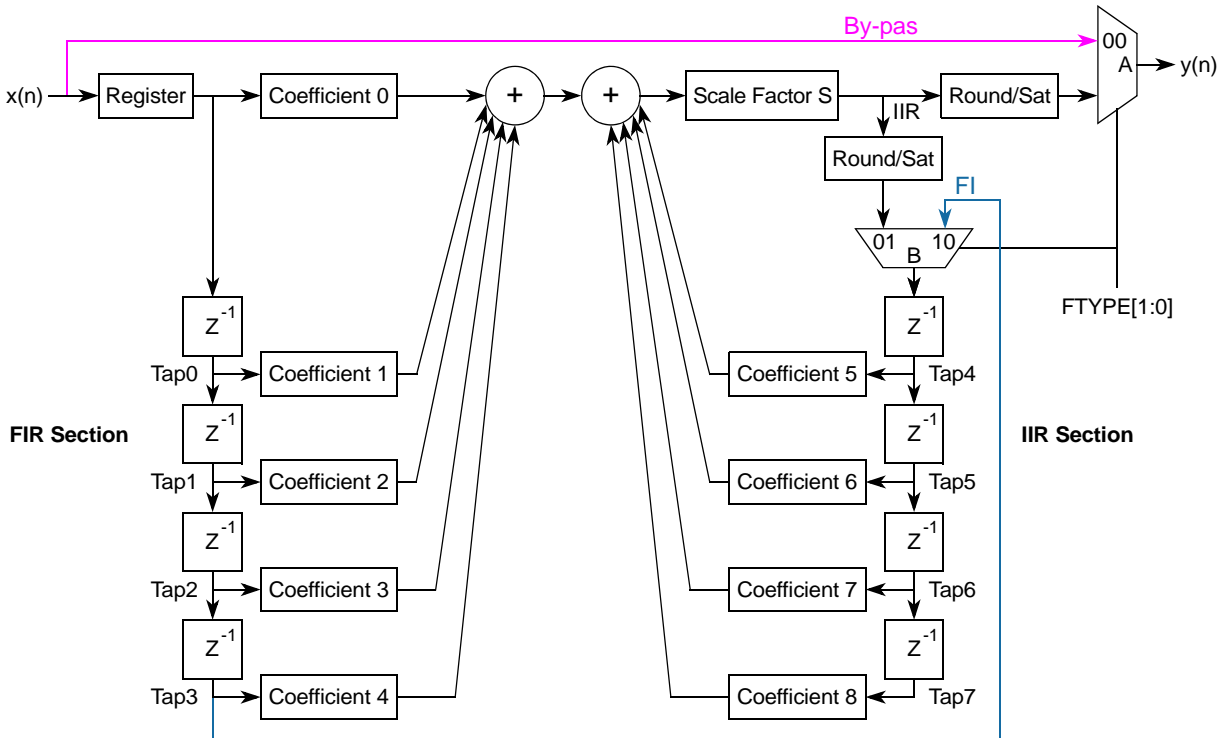 By-pas
00
A
y(n)
x(n)
Register
Coefficient 0
+
+
Scale Factor S
IIR
Round/Sat
Round/Sat
FI
01
10
B
FTYPE[1:0]
Z-1
Z-1
Tap0
Coefficient 1
Coefficient 5
Tap4
FIR Section
Z-1
Z-1
IIR Section
Tap1
Coefficient 2
Coefficient 6
Tap5
Z-1
Z-1
Tap2
Coefficient 3
Coefficient 7
Tap6
Z-1
Z-1
Tap3
Coefficient 4
Coefficient 8
Tap7